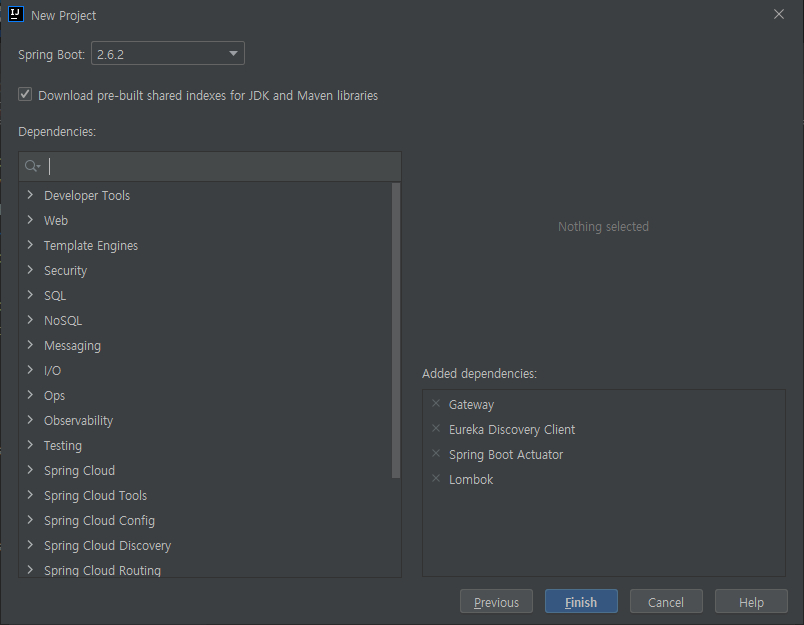 IJ New Project
Spring Boot: 2.6.2
Download pre-built shared indexes for JDK and Maven libraries
Dependencies:
Developer Tools
Web
Template Engines
Security
SQL
NoSQL
Messaging
I/O
Ops
Observability
Testing
Spring Cloud
Spring Cloud Tools
Spring Cloud Config
Spring Cloud Discovery
Spring Cloud Routing
Nothing selected
Added dependencies:
Gateway
Eureka Discovery Client
Spring Boot Actuator
Lombok
Previous Finish Cancel Help